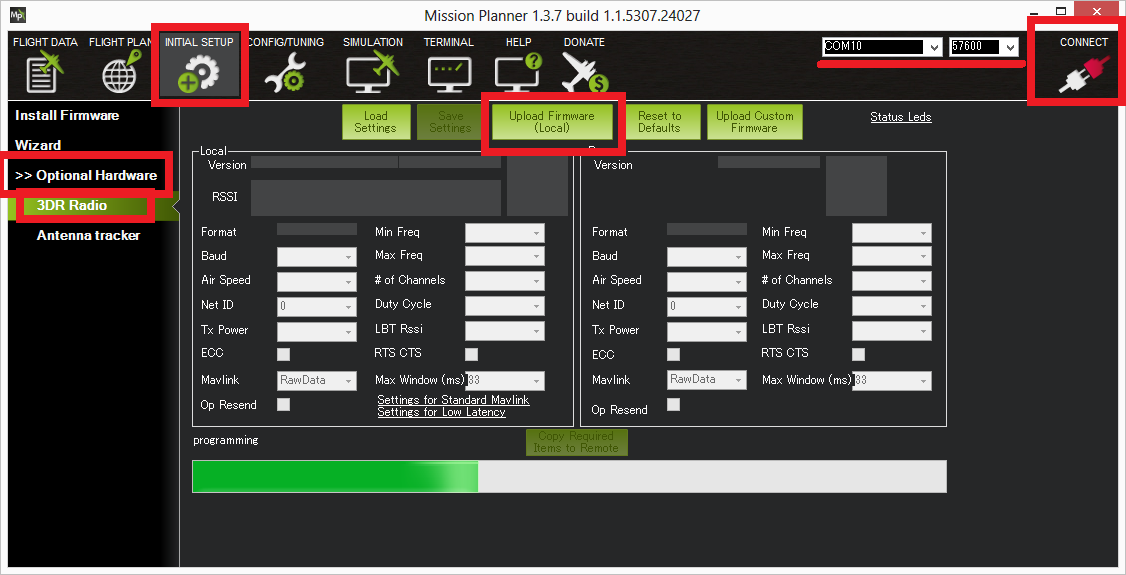 Mp
Mission Planner 1.3.7 build 1.1.5307.24027
FLIGHT DATA
FLIGHT PLAN
INITIAL SETUP
CONFIG/TUNING
SIMULATION
TERMINAL
HELP
DONATE
COM10
57600
CONNECT
Install Firmware
Wizard
>> Optional Hardware
3DR Radio
Antenna tracker
Load
Settings
Save
Settings
Upload Firmware
(Local)
Reset to
Defaults
Upload Custom
Firmware
Status Leds
Local
Version
RSSI
Format
Baud
Air Speed
Net ID
0
Tx Power
ECC
Mavlink
RawData
Op Resend
Min Freq
Max Freq
# of Channels
Duty Cycle
LBT Rssi
RTS CTS
Max Window (ms)
33
Settings for Standard Mavlink
Settings for Low Latency
Version
Format
Baud
Air Speed
Net ID
0
Tx Power
ECC
Mavlink
RawData
Op Resend
Min Freq
Max Freq
# of Channels
Duty Cycle
LBT Rssi
RTS CTS
Max Window (ms)
33
programming
Copy Required
Items to Remote